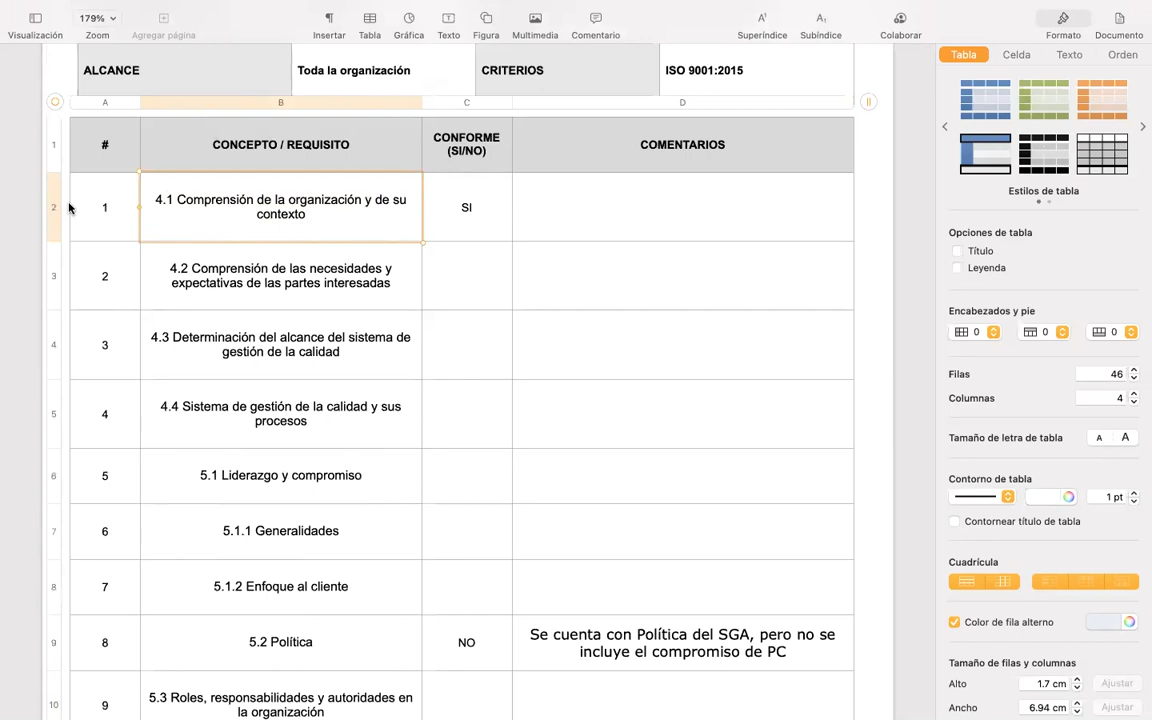 179%
Visualización
Zoom
Agregar página
Insertar
Tabla
Gráfica
Texto
Figura
Multimedia
Comentario
Superíndice
Subíndice
Colaborar
Formato
Documento
ALCANCE
Toda la organización
CRITERIOS
ISO 9001:2015
A
B
C
D
1
#
CONCEPTO / REQUISITO
CONFORME
(SI/NO)
COMENTARIOS
2
1
4.1 Comprensión de la organización y de su
contexto
SI
3
2
4.2 Comprensión de las necesidades y
expectativas de las partes interesadas
4
3
4.3 Determinación del alcance del sistema de
gestión de la calidad
5
4
4.4 Sistema de gestión de la calidad y sus
procesos
6
5
5.1 Liderazgo y compromiso
7
6
5.1.1 Generalidades
8
7
5.1.2 Enfoque al cliente
9
8
5.2 Política
NO
Se cuenta con Política del SGA, pero no se
incluye el compromiso de PC
10
9
5.3 Roles, responsabilidades y autoridades en
la organización
Tabla
Celda
Texto
Orden
Estilos de tabla
Opciones de tabla
Título
Leyenda
Encabezados y pie
0
0
0
Filas
46
Columnas
4
Tamaño de letra de tabla
A
A
Contorno de tabla
1 pt
Contornear título de tabla
Cuadrícula
Color de fila alterno
Tamaño de filas y columnas
Alto
1.7 cm
Ajustar
Ancho
6.94 cm
Ajustar